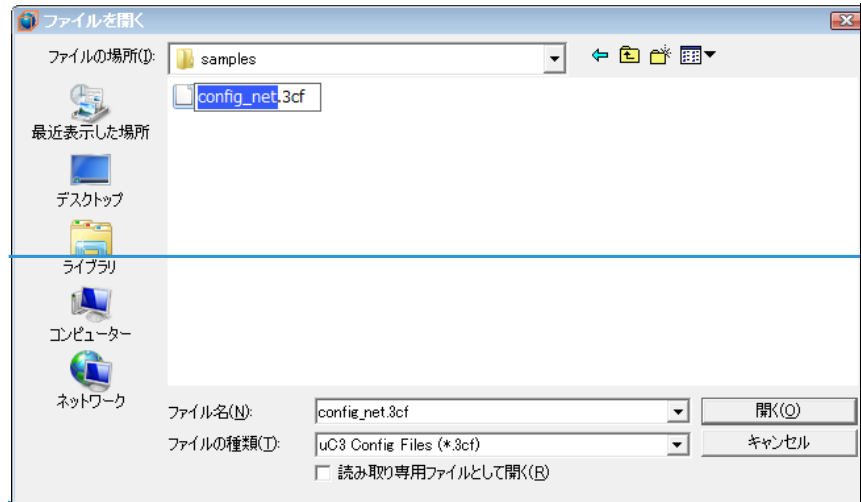 ファイルを開く
ファイルの場所(I):
samples
config_net.3cf
最近表示した場所
デスクトップ
ライブラリ
コンピューター
ネットワーク
ファイル名(N):
config_net.3cf
開く(O)
ファイルの種類(T):
uC3 Config Files (*.3cf)
キャンセル
読み取り専用ファイルとして開く(R)